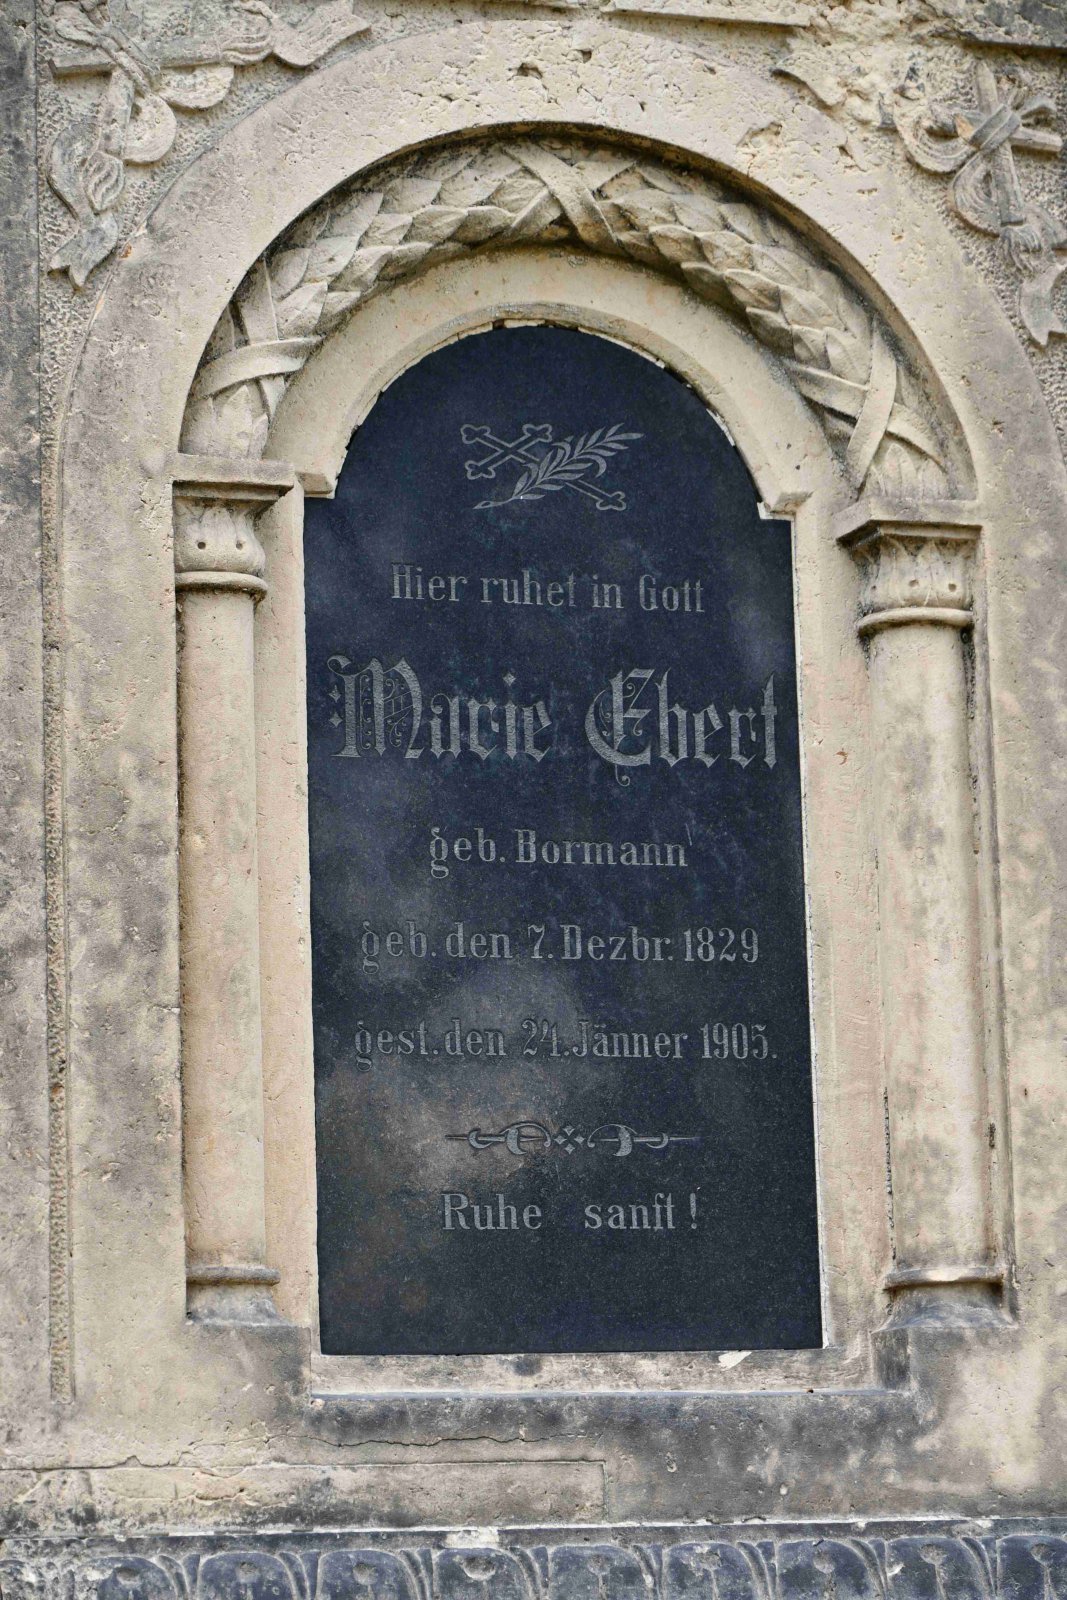 Hier ruhet in Gott
Marie Ebert
geb. Bormann
geb. den 7. Dezbr. 1829
gest. den 24. Jänner 1905.
Ruhe sanft!